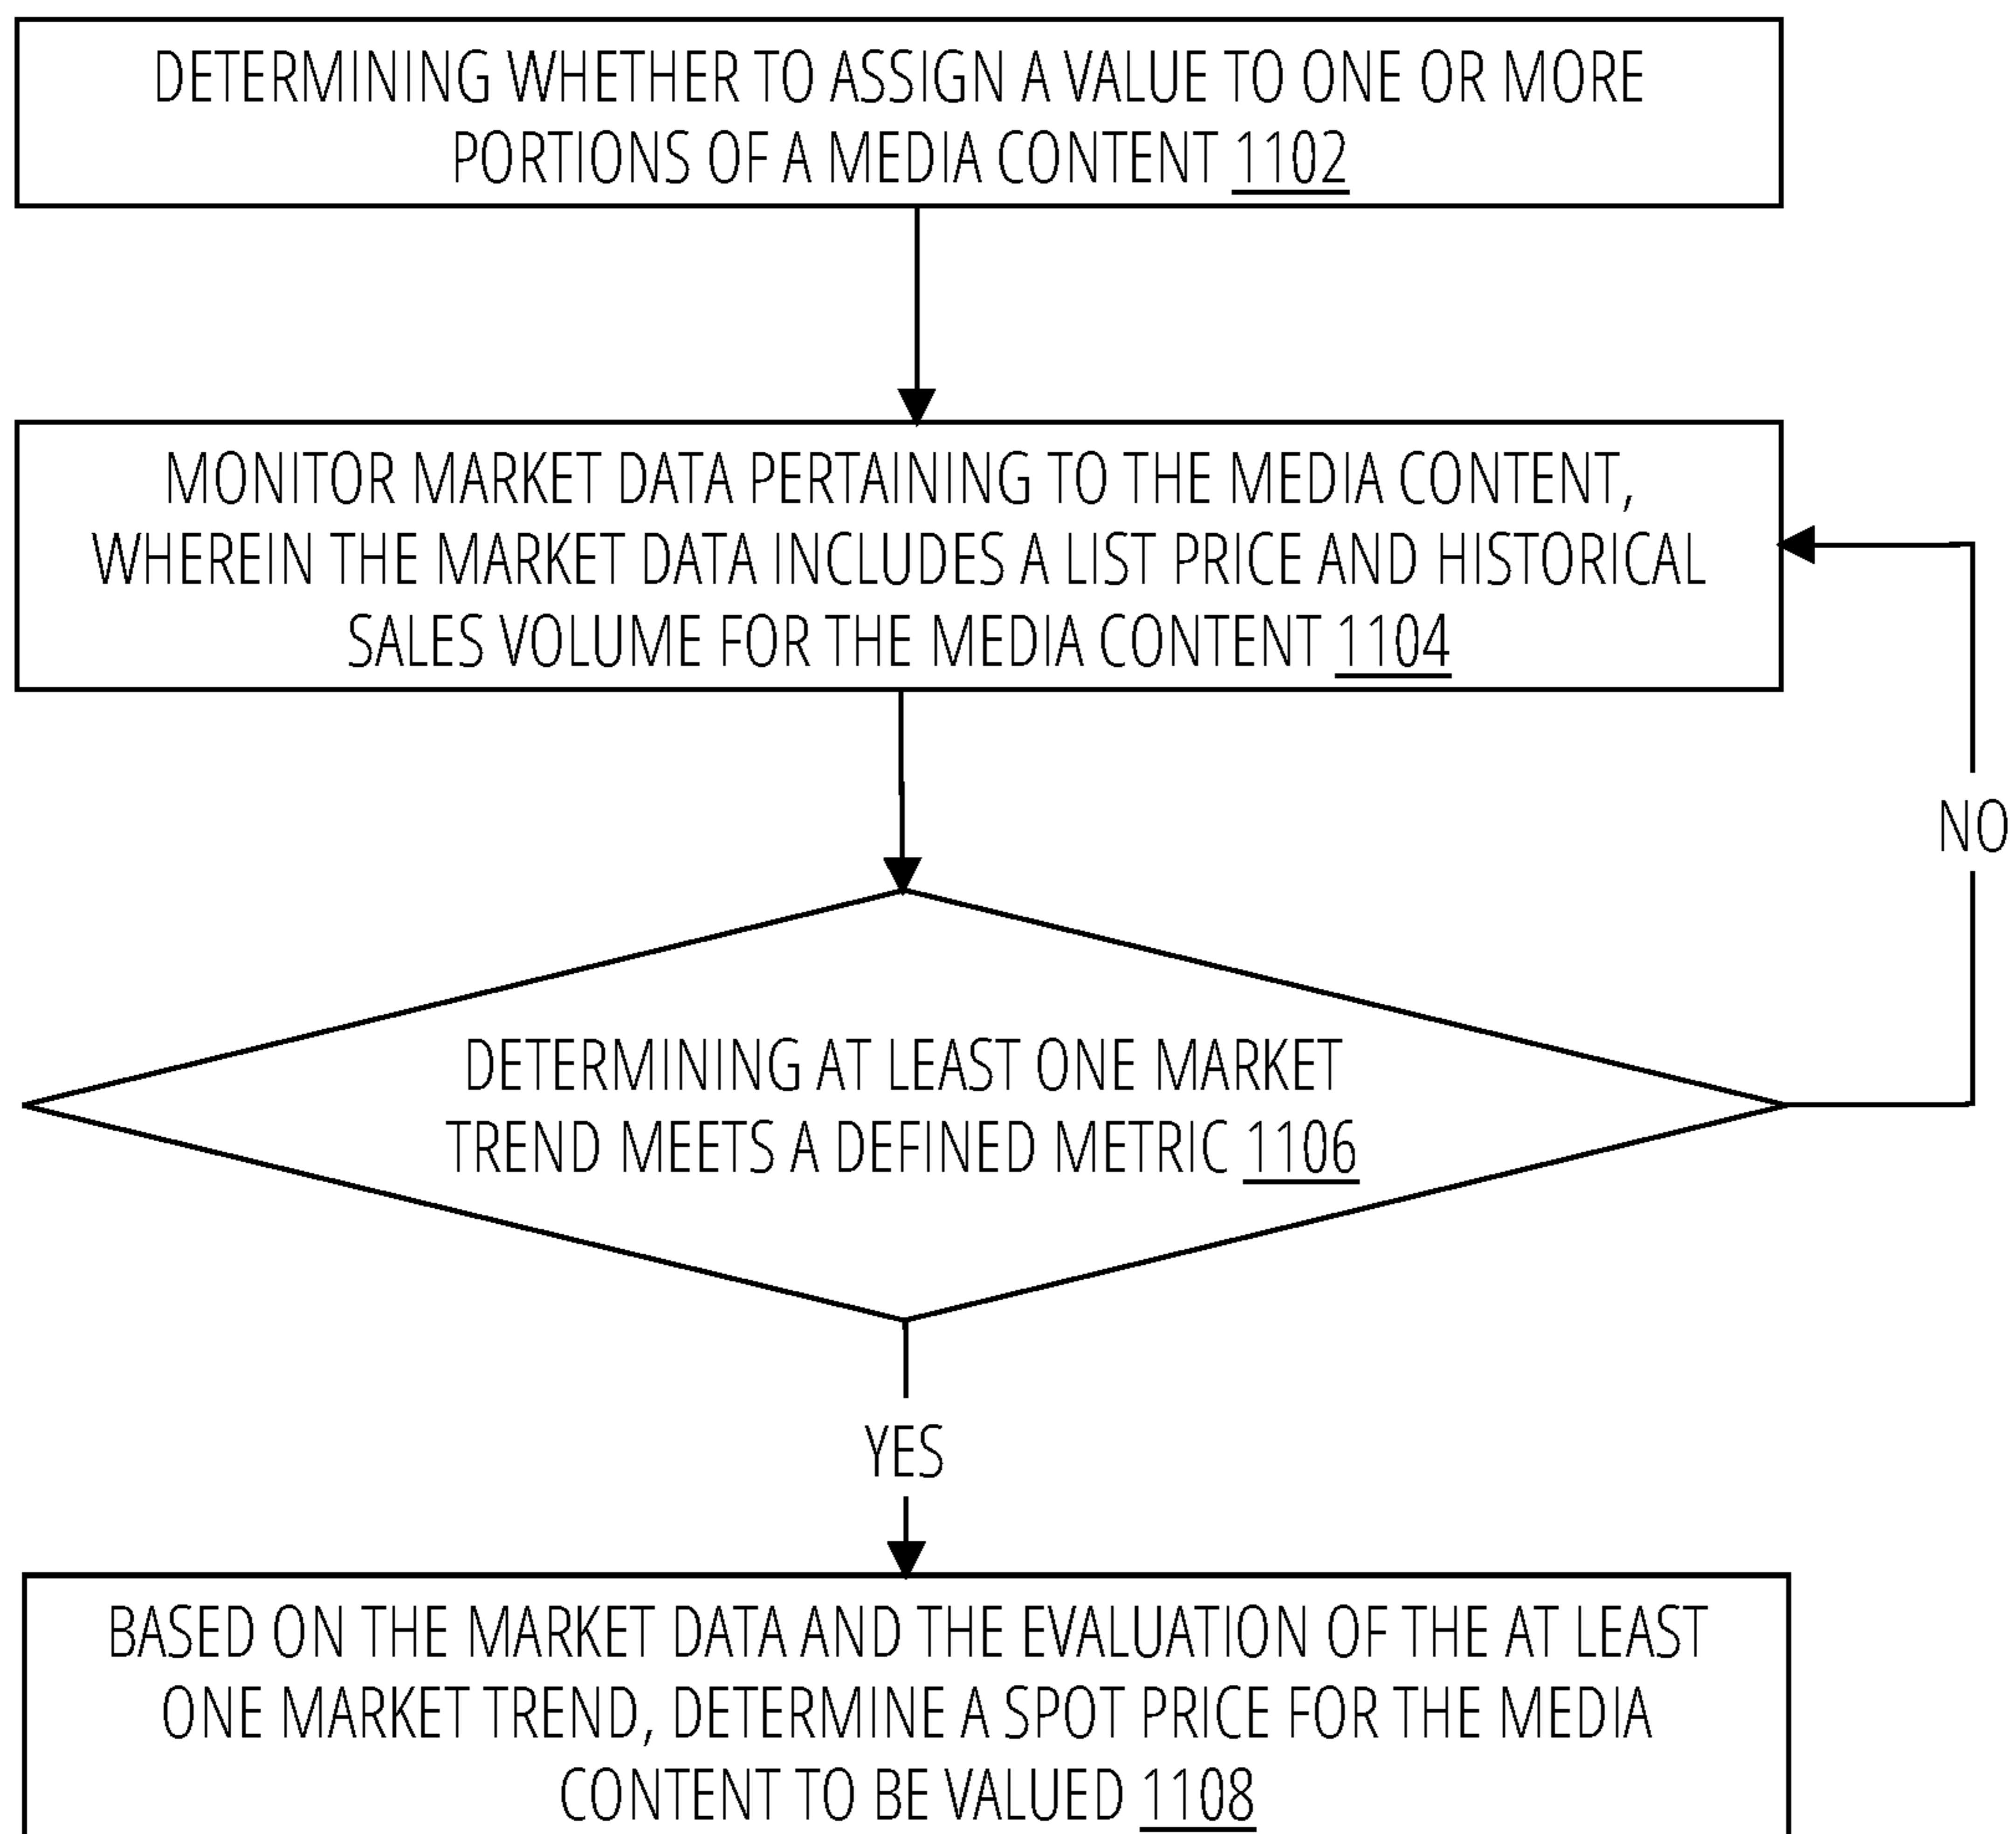 DETERMINING WHETHER TO ASSIGN A VALUE TO ONE OR MORE
PORTIONS OF A MEDIA CONTENT 1102
MONITOR MARKET DATA PERTAINING TO THE MEDIA CONTENT,
WHEREIN THE MARKET DATA INCLUDES A LIST PRICE AND HISTORICAL
SALES VOLUME FOR THE MEDIA CONTENT 1104
NO
DETERMINING AT LEAST ONE MARKET
TREND MEETS A DEFINED METRIC 1106
YES
BASED ON THE MARKET DATA AND THE EVALUATION OF THE AT LEAST
ONE MARKET TREND, DETERMINE A SPOT PRICE FOR THE MEDIA
CONTENT TO BE VALUED 1108